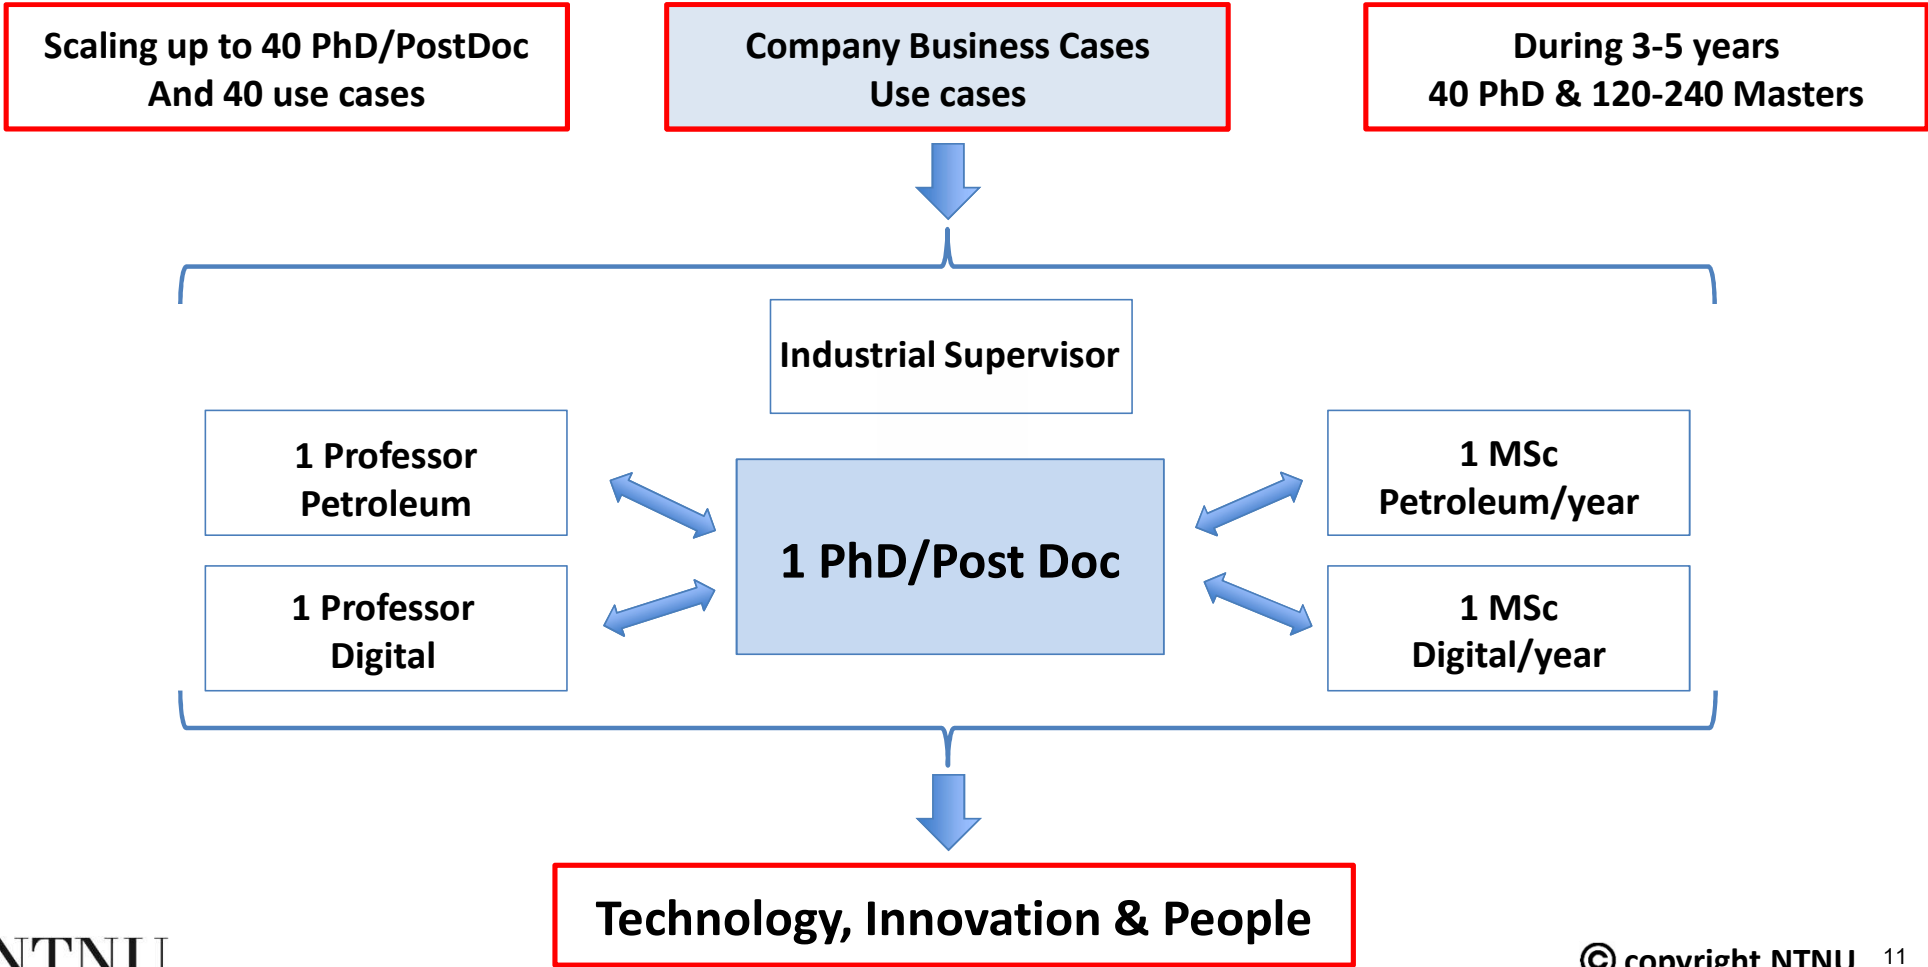 Scaling up to 40 PhD/PostDoc
And 40 use cases
Company Business Cases
Use cases
During 3-5 years
40 PhD & 120-240 Masters
Industrial Supervisor
1 Professor
Petroleum
1 Professor
Digital
1 PhD/Post Doc
1 MSc
Petroleum/year
1 MSc
Digital/year
Technology, Innovation & People
NTNU
© copyright NTNU 11